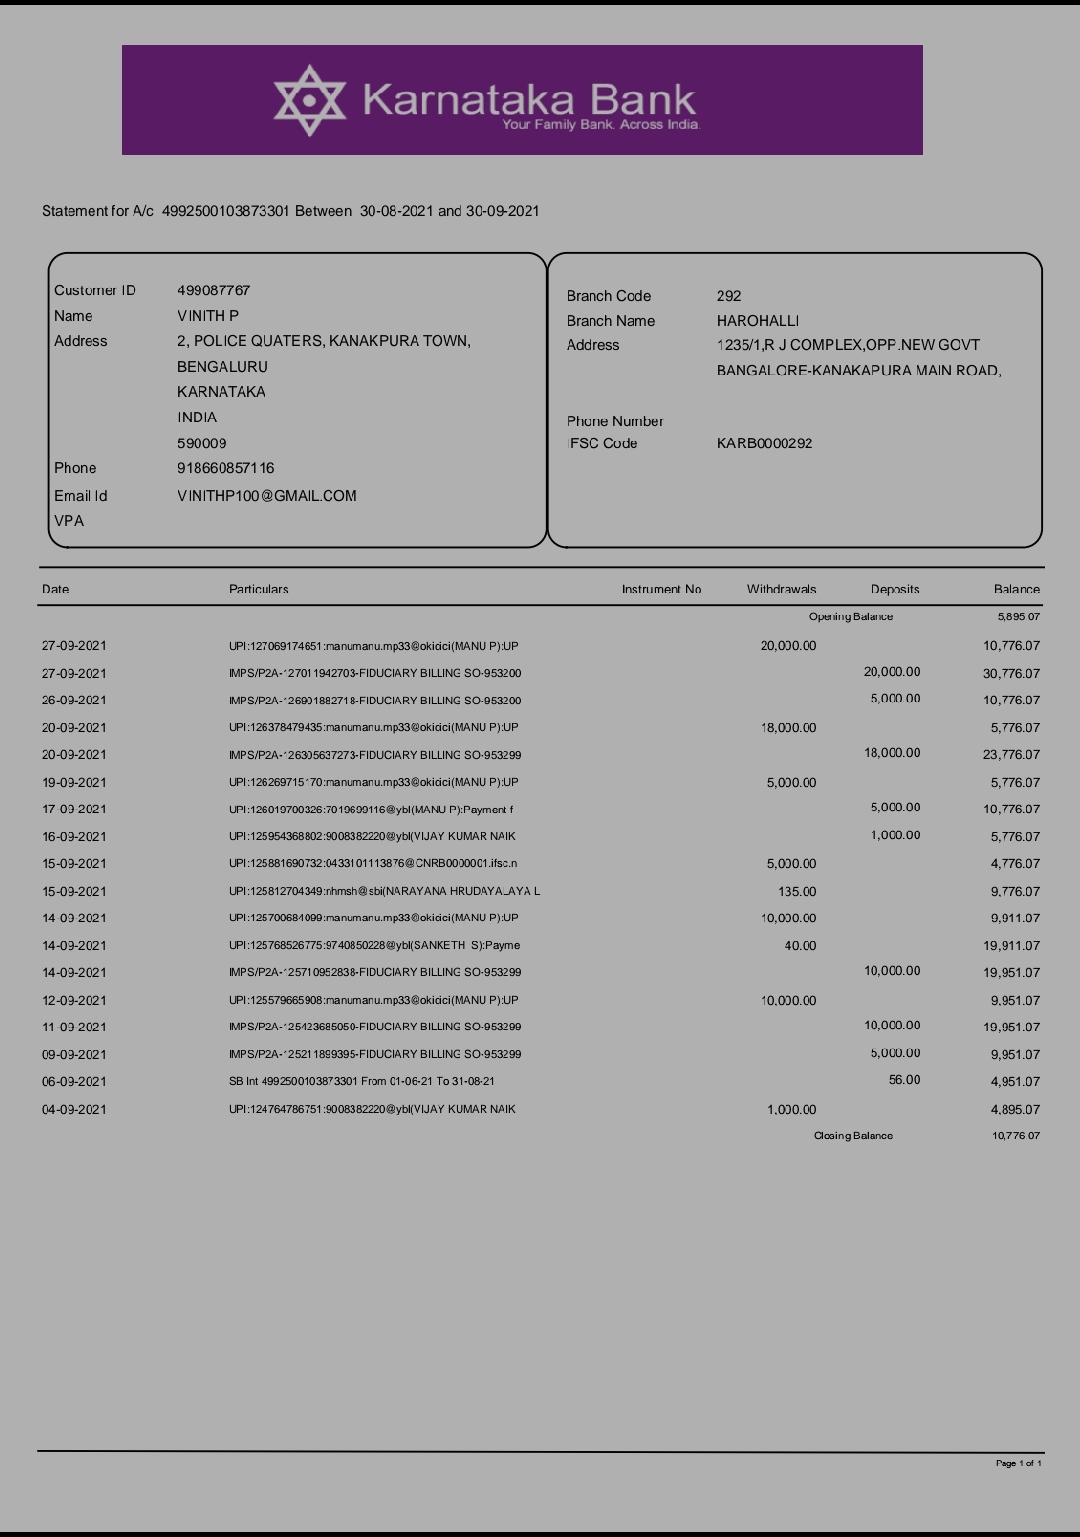 Karnataka Bank
Your Family Bank. Across India.
Statement for A/c 4992500103873301 Between 30-08-2021 and 30-09-2021
Customer ID 499087767
Name VINITH P
Address 2, POLICE QUATERS, KANAKPURA TOWN,
BENGALURU
KARNATAKA
INDIA
590009
Phone 918660857116
Email Id VINITHP100@GMAIL.COM
VPA
Branch Code 292
Branch Name HAROHALLI
Address 1235/1,R J COMPLEX,OPP.NEW GOVT
BANGALORE-KANAKAPURA MAIN ROAD,
Phone Number
IFSC Code KARB0000292
Date Particulars Instrument No Withdrawals Deposits Balance
Opening Balance 5,895.07
27-09-2021 UPI:127069174651:manumanu.mp33@okicici(MANU P):UP 20,000.00 10,776.07
27-09-2021 IMPS/P2A-127011942703-FIDUCIARY BILLING SO-953200 20,000.00 30,776.07
26-09-2021 IMPS/P2A-126901882718-FIDUCIARY BILLING SO-953200 5,000.00 10,776.07
20-09-2021 UPI:126378479435:manumanu.mp33@okicici(MANU P):UP 18,000.00 5,776.07
20-09-2021 IMPS/P2A-126305637273-FIDUCIARY BILLING SO-953299 18,000.00 23,776.07
19-09-2021 UPI:126269715170:manumanu.mp33@okicici(MANU P):UP 5,000.00 5,776.07
17-09-2021 UPI:126019700326:7019699116@ybl(MANU P):Payment f 5,000.00 10,776.07
16-09-2021 UPI:125954368802:9008382220@ybl(VIJAY KUMAR NAIK 1,000.00 5,776.07
15-09-2021 UPI:125881690732:0433101113876@CNRB0000001.ifsc.n 5,000.00 4,776.07
15-09-2021 UPI:125812704349:nhmsh@sbi(NARAYANA HRUDAYALAYA L 135.00 9,776.07
14-09-2021 UPI:125700684099:manumanu.mp33@okicici(MANU P):UP 10,000.00 9,911.07
14-09-2021 UPI:125768526775:9740850228@ybl(SANKETH S):Payme 40.00 19,911.07
14-09-2021 IMPS/P2A-125710952838-FIDUCIARY BILLING SO-953299 10,000.00 19,951.07
12-09-2021 UPI:125579665908:manumanu.mp33@okicici(MANU P):UP 10,000.00 9,951.07
11-09-2021 IMPS/P2A-125423685050-FIDUCIARY BILLING SO-953299 10,000.00 19,951.07
09-09-2021 IMPS/P2A-125211899395-FIDUCIARY BILLING SO-953299 5,000.00 9,951.07
06-09-2021 SB Int 4992500103873301 From 01-06-21 To 31-08-21 56.00 4,951.07
04-09-2021 UPI:124764786751:9008382220@ybl(VIJAY KUMAR NAIK 1,000.00 4,895.07
Closing Balance 10,776.07
Page 1 of 1